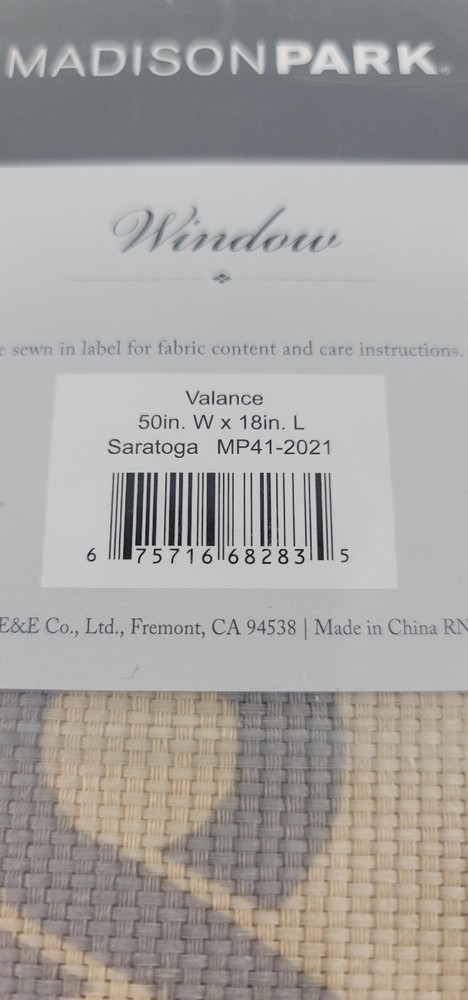 MADISONPARK®
Window
e sewn in label for fabric content and care instructions.
Valance
50in. W x 18in. L
Saratoga MP41-2021
6 75716 68283 5
E&E Co., Ltd., Fremont, CA 94538 | Made in China RN